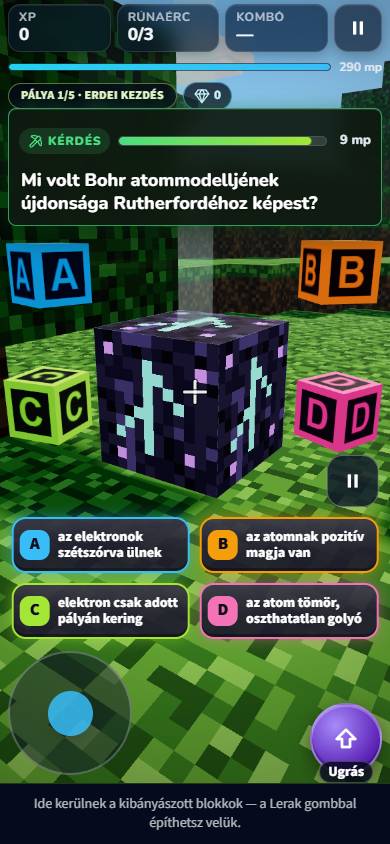 XP
0
RÚNAÉRC
0/3
KOMBÓ
—
290 mp
PÁLYA 1/5 · ERDEI KEZDÉS
0
KÉRDÉS
9 mp
Mi volt Bohr atommodelljének
újdonsága Rutherfordéhoz képest?
A A
B B
C C C
D D D
A az elektronok
szétszórva ülnek
B az atomnak pozitív
magja van
C elektron csak adott
pályán kering
D az atom tömör,
oszthatatlan golyó
Ugrás
Ide kerülnek a kibányászott blokkok — a Lerak gombbal
építhetsz velük.